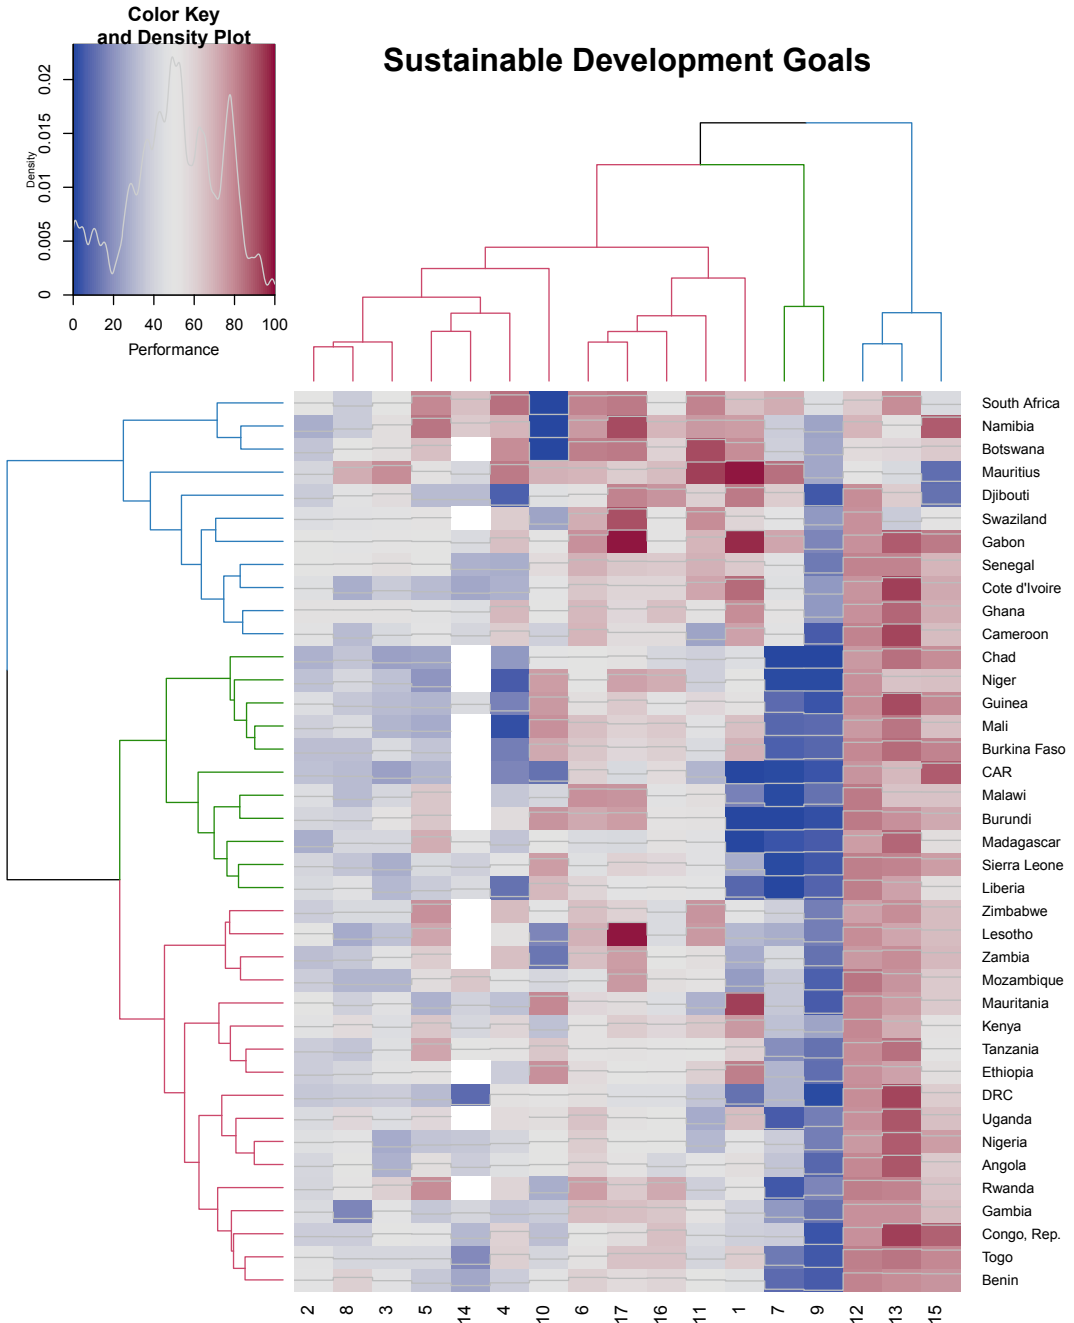 Color Key
and Density Plot
Sustainable Development Goals
Density
0
0.005
0.01
0.015
0.02
0 20 40 60 80 100
Performance
South Africa
Namibia
Botswana
Mauritius
Djibouti
Swaziland
Gabon
Senegal
Cote d'Ivoire
Ghana
Cameroon
Chad
Niger
Guinea
Mali
Burkina Faso
CAR
Malawi
Burundi
Madagascar
Sierra Leone
Liberia
Zimbabwe
Lesotho
Zambia
Mozambique
Mauritania
Kenya
Tanzania
Ethiopia
DRC
Uganda
Nigeria
Angola
Rwanda
Gambia
Congo, Rep.
Togo
Benin
2 8 3 5 14 4 10 6 17 16 11 1 7 9 12 13 15